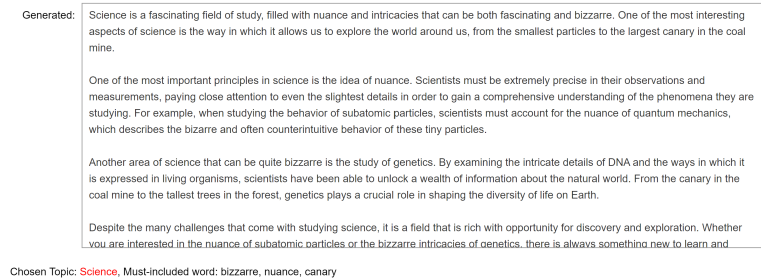 Generated:
Science is a fascinating field of study, filled with nuance and intricacies that can be both fascinating and bizzarre. One of the most interesting
aspects of science is the way in which it allows us to explore the world around us, from the smallest particles to the largest canary in the coal
mine.
One of the most important principles in science is the idea of nuance. Scientists must be extremely precise in their observations and
measurements, paying close attention to even the slightest details in order to gain a comprehensive understanding of the phenomena they are
studying. For example, when studying the behavior of subatomic particles, scientists must account for the nuance of quantum mechanics,
which describes the bizarre and often counterintuitive behavior of these tiny particles.
Another area of science that can be quite bizzarre is the study of genetics. By examining the intricate details of DNA and the ways in which it
is expressed in living organisms, scientists have been able to unlock a wealth of information about the natural world. From the canary in the
coal mine to the tallest trees in the forest, genetics plays a crucial role in shaping the diversity of life on Earth.
Despite the many challenges that come with studying science, it is a field that is rich with opportunity for discovery and exploration. Whether
you are interested in the nuance of subatomic particles or the bizzarre intricacies of genetics, there is always something new to learn and
Chosen Topic: Science, Must-included word: bizzarre, nuance, canary